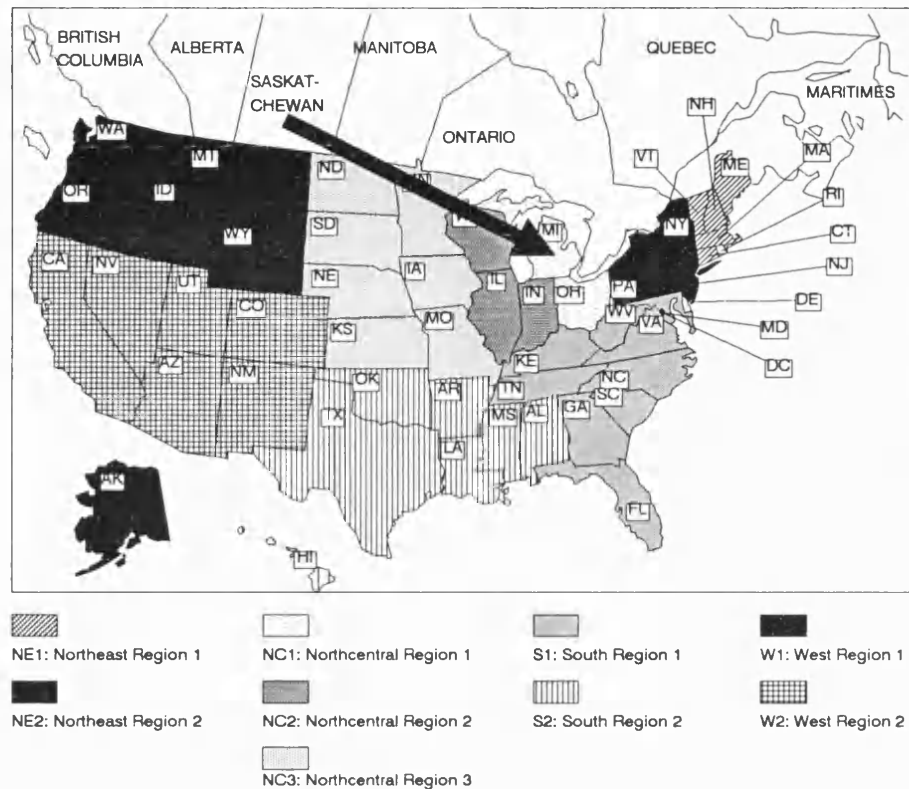 BRITISH
COLUMBIA
ALBERTA
MANITOBA
QUEBEC
SASKAT-
CHEWAN
MARITIMES
ONTARIO
NH
MA
VT
ME
RI
WA
MT
ND
OR
ID
NY
CT
WY
SD
MI
NJ
CA
NV
UT
NE
IA
IL
IN
OH
PA
DE
CO
WV
MD
KS
MO
VA
DC
AZ
NM
OK
KE
TN
NC
SC
AR
TX
MS
AL
GA
LA
FL
AK
HI
NE1: Northeast Region 1
NC1: Northcentral Region 1
S1: South Region 1
W1: West Region 1
NE2: Northeast Region 2
NC2: Northcentral Region 2
S2: South Region 2
W2: West Region 2
NC3: Northcentral Region 3